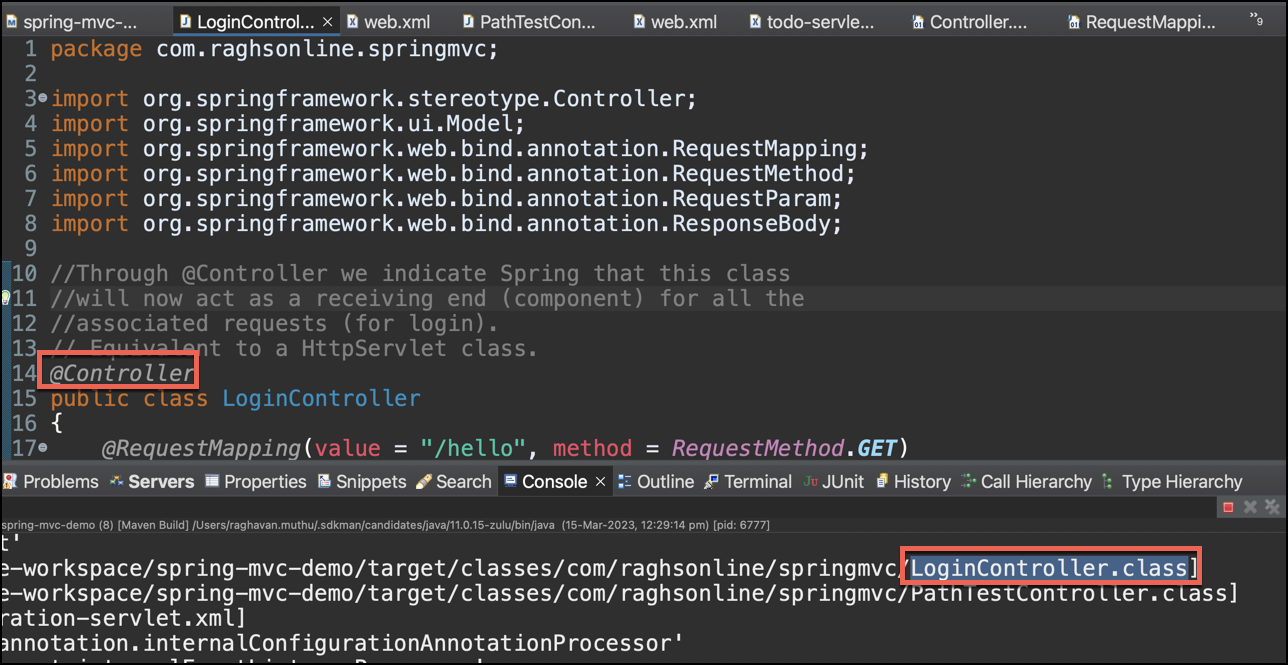 spring-mvc-... LoginControl... web.xml PathTestCon... web.xml todo-servle... Controller.... RequestMappi... »9
1 package com.raghsonline.springmvc;
2
3 import org.springframework.stereotype.Controller;
4 import org.springframework.ui.Model;
5 import org.springframework.web.bind.annotation.RequestMapping;
6 import org.springframework.web.bind.annotation.RequestMethod;
7 import org.springframework.web.bind.annotation.RequestParam;
8 import org.springframework.web.bind.annotation.ResponseBody;
9
10 //Through @Controller we indicate Spring that this class
11 //will now act as a receiving end (component) for all the
12 //associated requests (for login).
13 // Equivalent to a HttpServlet class.
14 @Controller
15 public class LoginController
16 {
17 @RequestMapping(value = "/hello", method = RequestMethod.GET)
Problems Servers Properties Snippets Search Console Outline Terminal JUnit History Call Hierarchy Type Hierarchy
spring-mvc-demo (8) [Maven Build] /Users/raghavan.muthu/.sdkman/candidates/java/11.0.15-zulu/bin/java (15-Mar-2023, 12:29:14 pm) [pid: 6777]
t'
e-workspace/spring-mvc-demo/target/classes/com/raghsonline/springmvc/LoginController.class]
e-workspace/spring-mvc-demo/target/classes/com/raghsonline/springmvc/PathTestController.class]
ration-servlet.xml]
annotation.internalConfigurationAnnotationProcessor'